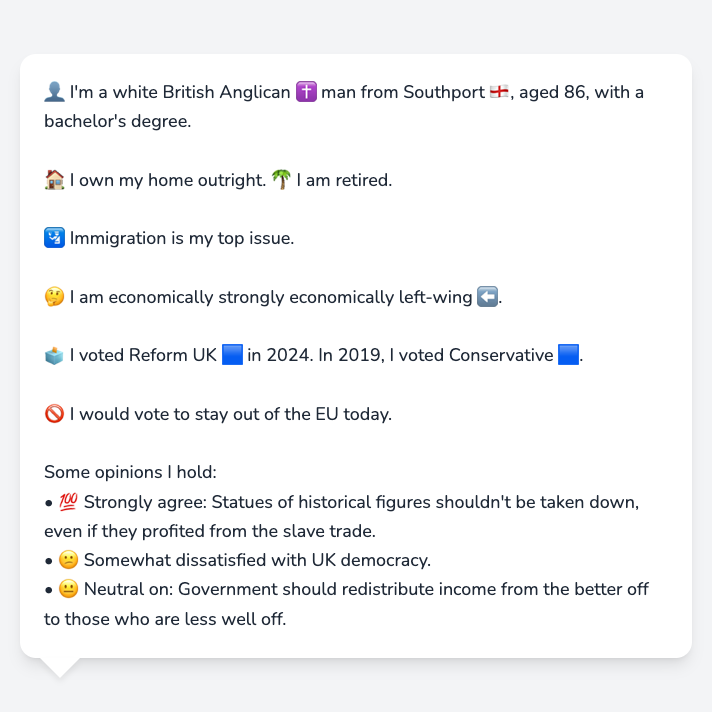 👤 I'm a white British Anglican ✝️ man from Southport 🏴󠁧󠁢󠁥󠁮󠁧󠁿, aged 86, with a
bachelor's degree.
🏠 I own my home outright. 🌴 I am retired.
🛂 Immigration is my top issue.
🤔 I am economically strongly economically left-wing ⬅️.
🗳️ I voted Reform UK 🟦 in 2024. In 2019, I voted Conservative 🟦.
🚫 I would vote to stay out of the EU today.
Some opinions I hold:
• 💯 Strongly agree: Statues of historical figures shouldn't be taken down,
even if they profited from the slave trade.
• 🙁 Somewhat dissatisfied with UK democracy.
• 😐 Neutral on: Government should redistribute income from the better off
to those who are less well off.